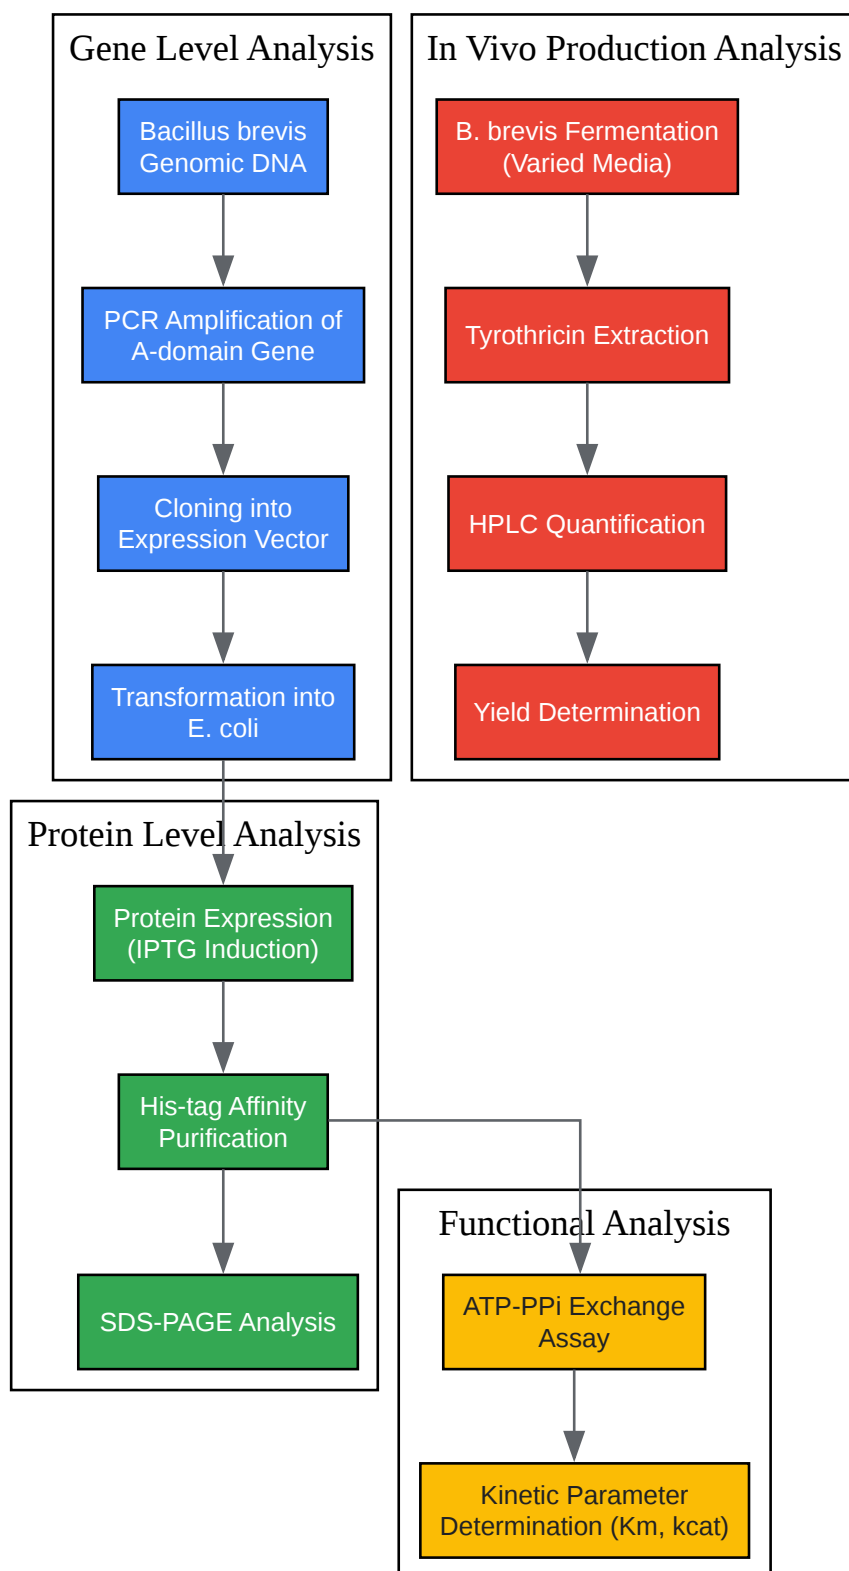 Gene Level Analysis
Bacillus brevis
Genomic DNA
PCR Amplification of
A-domain Gene
Cloning into
Expression Vector
Transformation into
E. coli
In Vivo Production Analysis
B. brevis Fermentation
(Varied Media)
Tyrothricin Extraction
HPLC Quantification
Yield Determination
Protein Level Analysis
Protein Expression
(IPTG Induction)
His-tag Affinity
Purification
SDS-PAGE Analysis
Functional Analysis
ATP-PPi Exchange
Assay
Kinetic Parameter
Determination (Km, kcat)